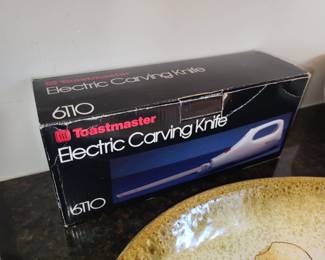 Toastmaster
Electric Carving Knife
6110
Toastmaster
Electric Carving Knife
6110